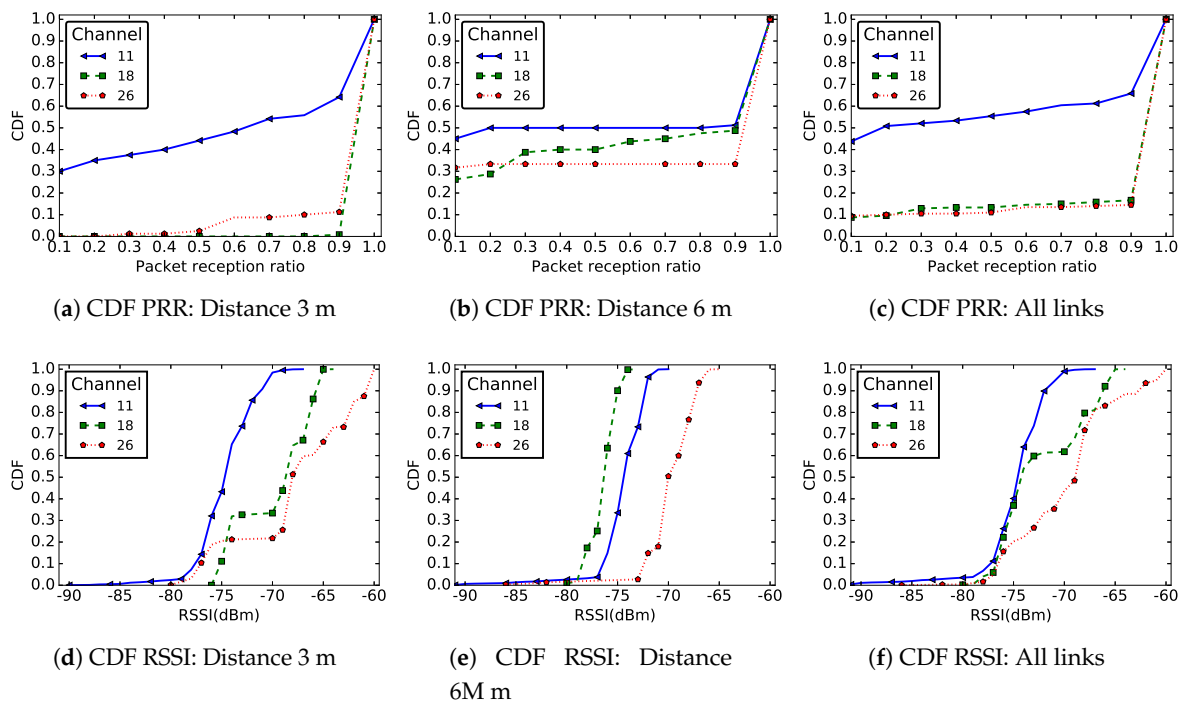 CDF
1.0
0.9
0.8
0.7
0.6
0.5
0.4
0.3
0.2
0.1
0.0
Channel
11
18
26
0.1 0.2 0.3 0.4 0.5 0.6 0.7 0.8 0.9 1.0
Packet reception ratio
(a) CDF PRR: Distance 3 m
CDF
1.0
0.9
0.8
0.7
0.6
0.5
0.4
0.3
0.2
0.1
0.0
Channel
11
18
26
0.1 0.2 0.3 0.4 0.5 0.6 0.7 0.8 0.9 1.0
Packet reception ratio
(b) CDF PRR: Distance 6 m
CDF
1.0
0.9
0.8
0.7
0.6
0.5
0.4
0.3
0.2
0.1
0.0
Channel
11
18
26
0.1 0.2 0.3 0.4 0.5 0.6 0.7 0.8 0.9 1.0
Packet reception ratio
(c) CDF PRR: All links
CDF
1.0
0.9
0.8
0.7
0.6
0.5
0.4
0.3
0.2
0.1
0.0
Channel
11
18
26
-90 -85 -80 -75 -70 -65 -60
RSSI(dBm)
(d) CDF RSSI: Distance 3 m
CDF
1.0
0.9
0.8
0.7
0.6
0.5
0.4
0.3
0.2
0.1
0.0
Channel
11
18
26
-90 -85 -80 -75 -70 -65 -60
RSSI(dBm)
(e) CDF RSSI: Distance
6M m
CDF
1.0
0.9
0.8
0.7
0.6
0.5
0.4
0.3
0.2
0.1
0.0
Channel
11
18
26
-90 -85 -80 -75 -70 -65 -60
RSSI(dBm)
(f) CDF RSSI: All links